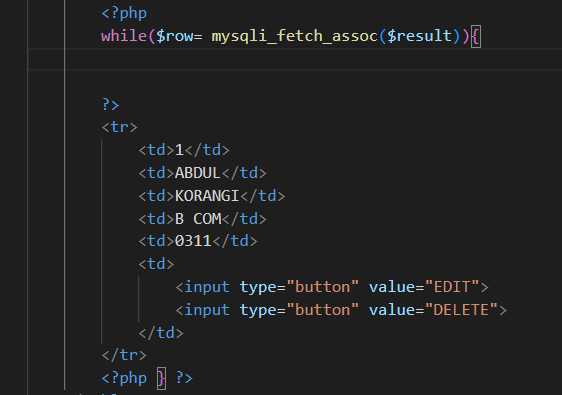 <?php
while($row= mysqli_fetch_assoc($result)){
?>
<tr>
<td>1</td>
<td>ABDUL</td>
<td>KORANGI</td>
<td>B COM</td>
<td>0311</td>
<td>
<input type="button" value="EDIT">
<input type="button" value="DELETE">
</td>
</tr>
<?php } ?>